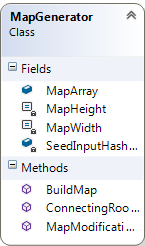 MapGenerator
Class
Fields
MapArray
MapHeight
MapWidth
SeedInputHash...
Methods
BuildMap
ConnectingRoo...
MapModificati...